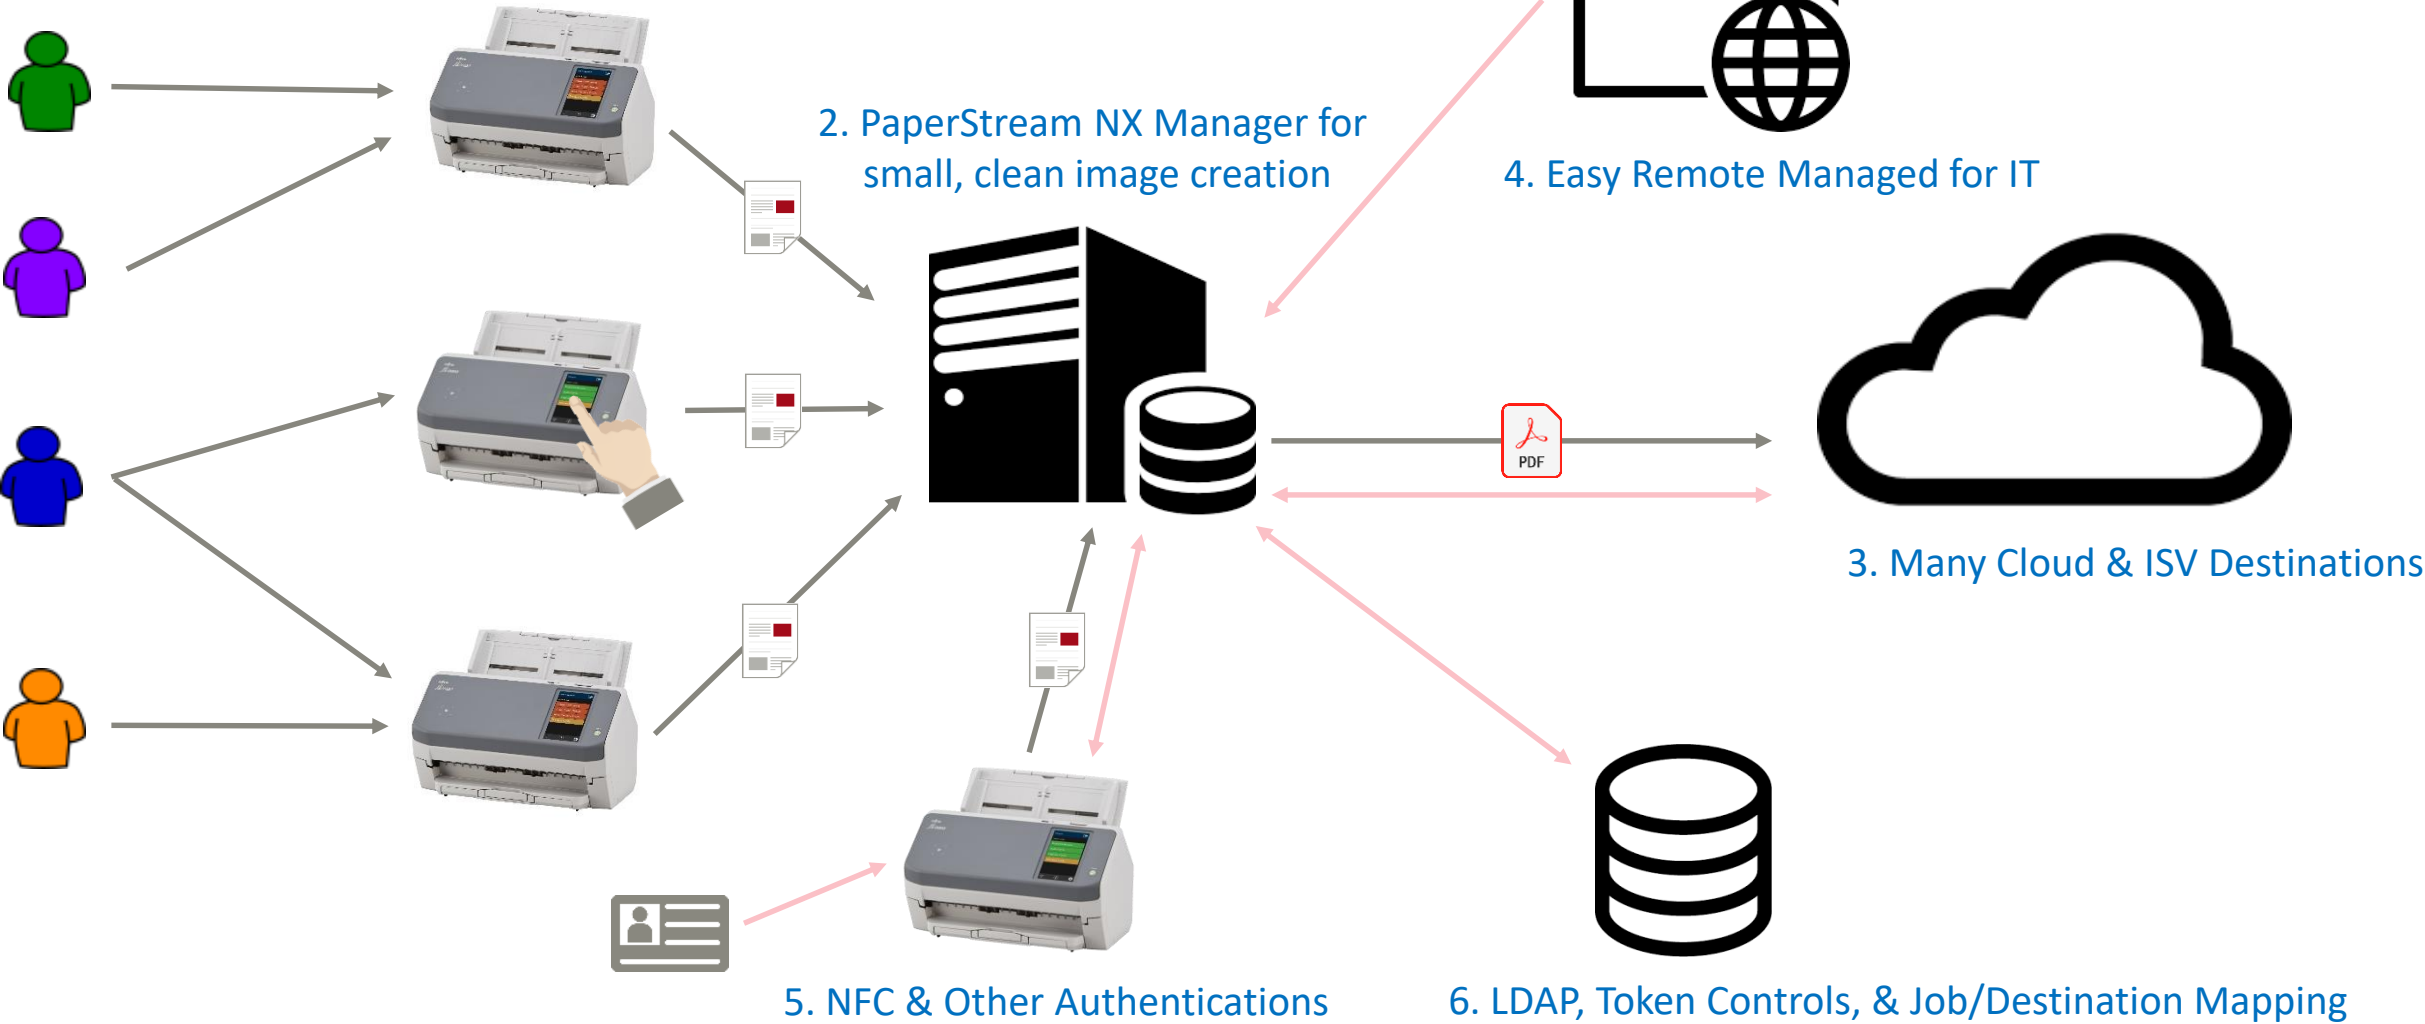 2. PaperStream NX Manager for
small, clean image creation
4. Easy Remote Managed for IT
PDF
3. Many Cloud & ISV Destinations
5. NFC & Other Authentications
6. LDAP, Token Controls, & Job/Destination Mapping